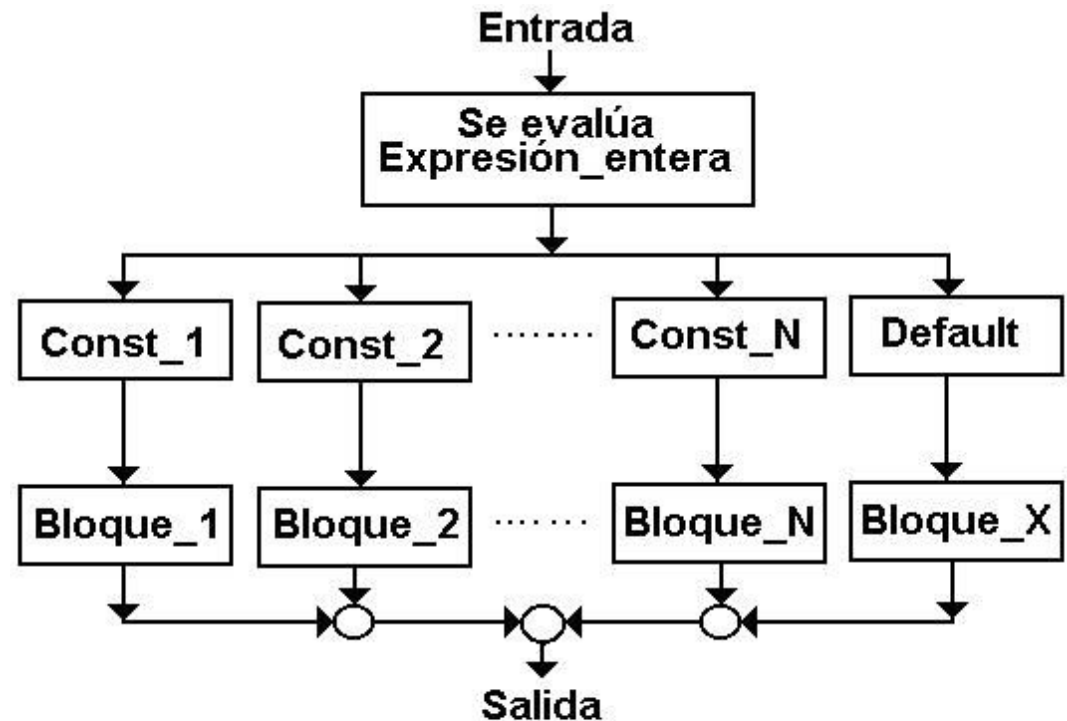 Entrada
Se evalúa
Expresión_entera
Const_1
Const_2
Const_N
Default
Bloque_1
Bloque_2
Bloque_N
Bloque_X
Salida